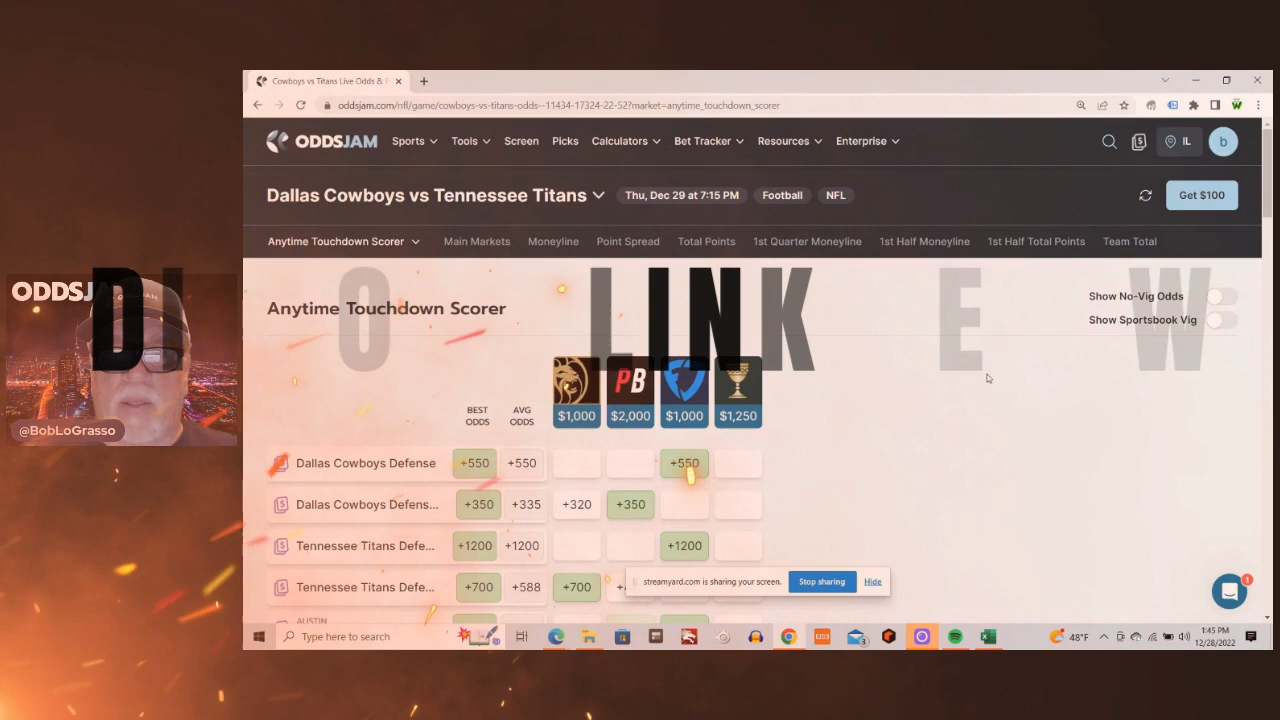 Cowboys vs Titans Live Odds & P
oddsjam.com/nfl/game/cowboys-vs-titans-odds--11434-17324-22-52?market=anytime_touchdown_scorer
ODDSJAM Sports Tools Screen Picks Calculators Bet Tracker Resources Enterprise IL b
Dallas Cowboys vs Tennessee Titans Thu, Dec 29 at 7:15 PM Football NFL Get $100
Anytime Touchdown Scorer Main Markets Moneyline Point Spread Total Points 1st Quarter Moneyline 1st Half Moneyline 1st Half Total Points Team Total
ODDSJ
D O LINK E W
Anytime Touchdown Scorer
Show No-Vig Odds
Show Sportsbook Vig
PB
BEST ODDS AVG ODDS $1,000 $2,000 $1,000 $1,250
@BobLoGrasso
Dallas Cowboys Defense +550 +550 +550
Dallas Cowboys Defens... +350 +335 +320 +350
Tennessee Titans Defe... +1200 +1200 +1200
Tennessee Titans Defe... +700 +588 +700
streamyard.com is sharing your screen. Stop sharing Hide
1
AUSTIN
Type here to search
3
48°F
1:45 PM
12/28/2022